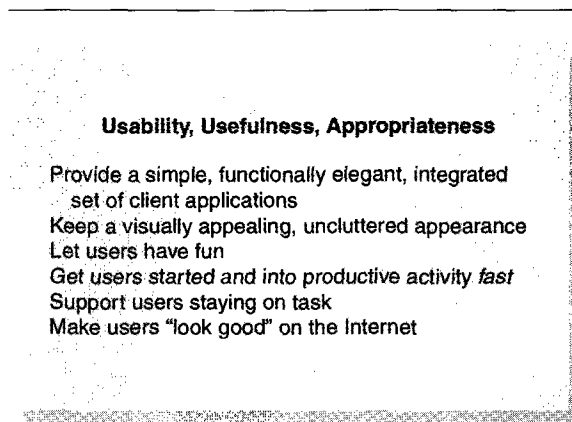 Usability, Usefulness, Appropriateness
Provide a simple, functionally elegant, integrated
set of client applications
Keep a visually appealing, uncluttered appearance
Let users have fun
Get users started and into productive activity fast
Support users staying on task
Make users “look good” on the Internet